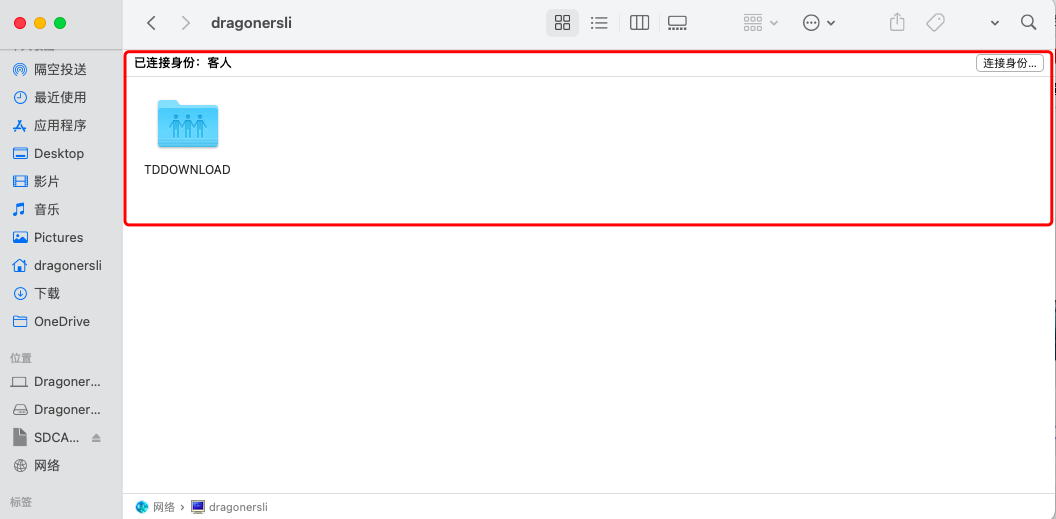 dragonersli
隔空投送
最近使用
应用程序
Desktop
影片
音乐
Pictures
dragonersli
下载
OneDrive
位置
Dragoner...
Dragoner...
SDCA...
网络
标签
已连接身份：客人
连接身份...
TDDOWNLOAD
网络 › dragonersli